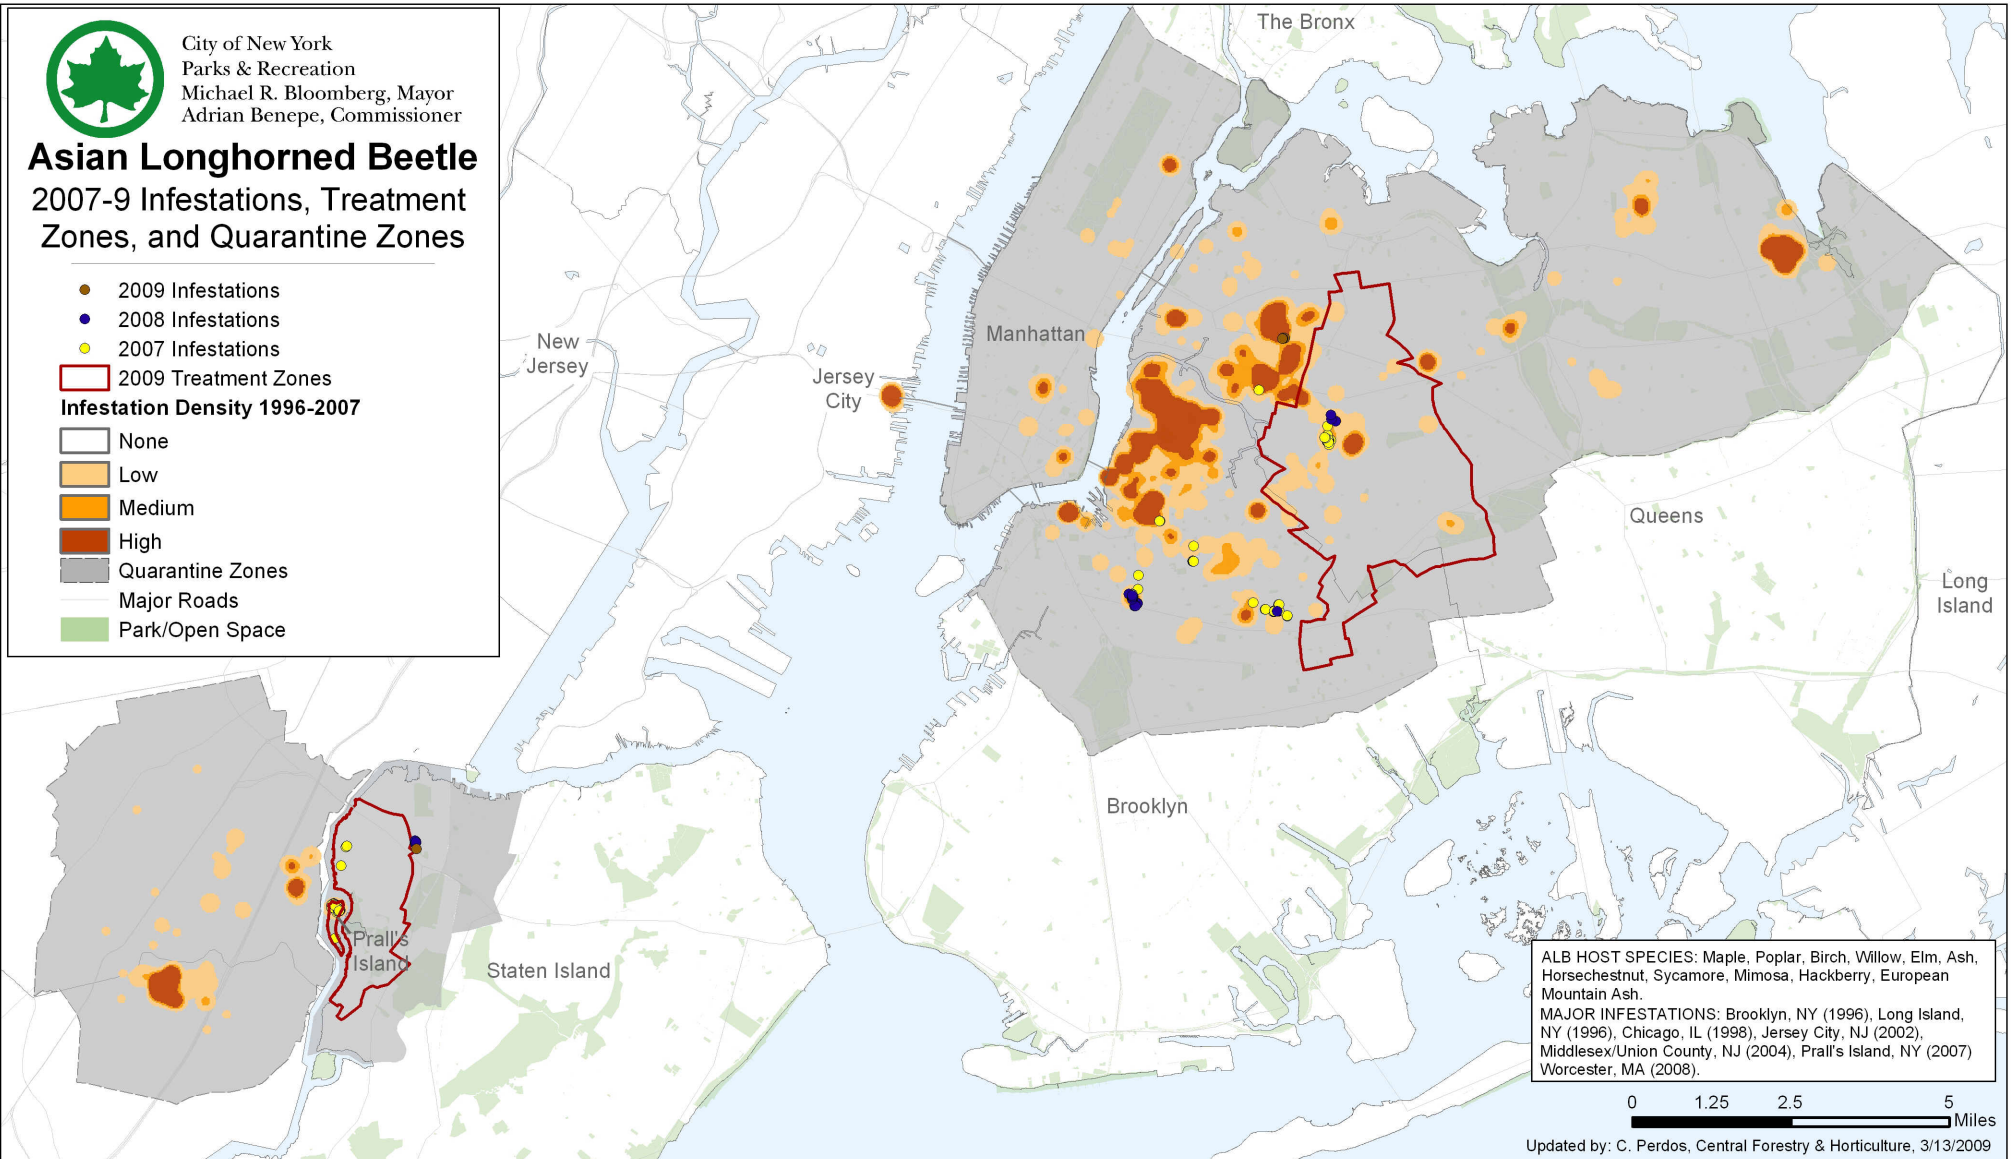 City of New York
Parks & Recreation
Michael R. Bloomberg, Mayor
Adrian Benepe, Commissioner
Asian Longhorned Beetle
2007-9 Infestations, Treatment
Zones, and Quarantine Zones
2009 Infestations
2008 Infestations
2007 Infestations
2009 Treatment Zones
Infestation Density 1996-2007
None
Low
Medium
High
Quarantine Zones
Major Roads
Park/Open Space
The Bronx
Manhattan
New
Jersey
Jersey
City
Queens
Long
Island
Brooklyn
Prall's
Island
Staten Island
ALB HOST SPECIES: Maple, Poplar, Birch, Willow, Elm, Ash,
Horsechestnut, Sycamore, Mimosa, Hackberry, European
Mountain Ash.
MAJOR INFESTATIONS: Brooklyn, NY (1996), Long Island,
NY (1996), Chicago, IL (1998), Jersey City, NJ (2002),
Middlesex/Union County, NJ (2004), Prall's Island, NY (2007)
Worcester, MA (2008).
0 1.25 2.5 5
Miles
Updated by: C. Perdos, Central Forestry & Horticulture, 3/13/2009